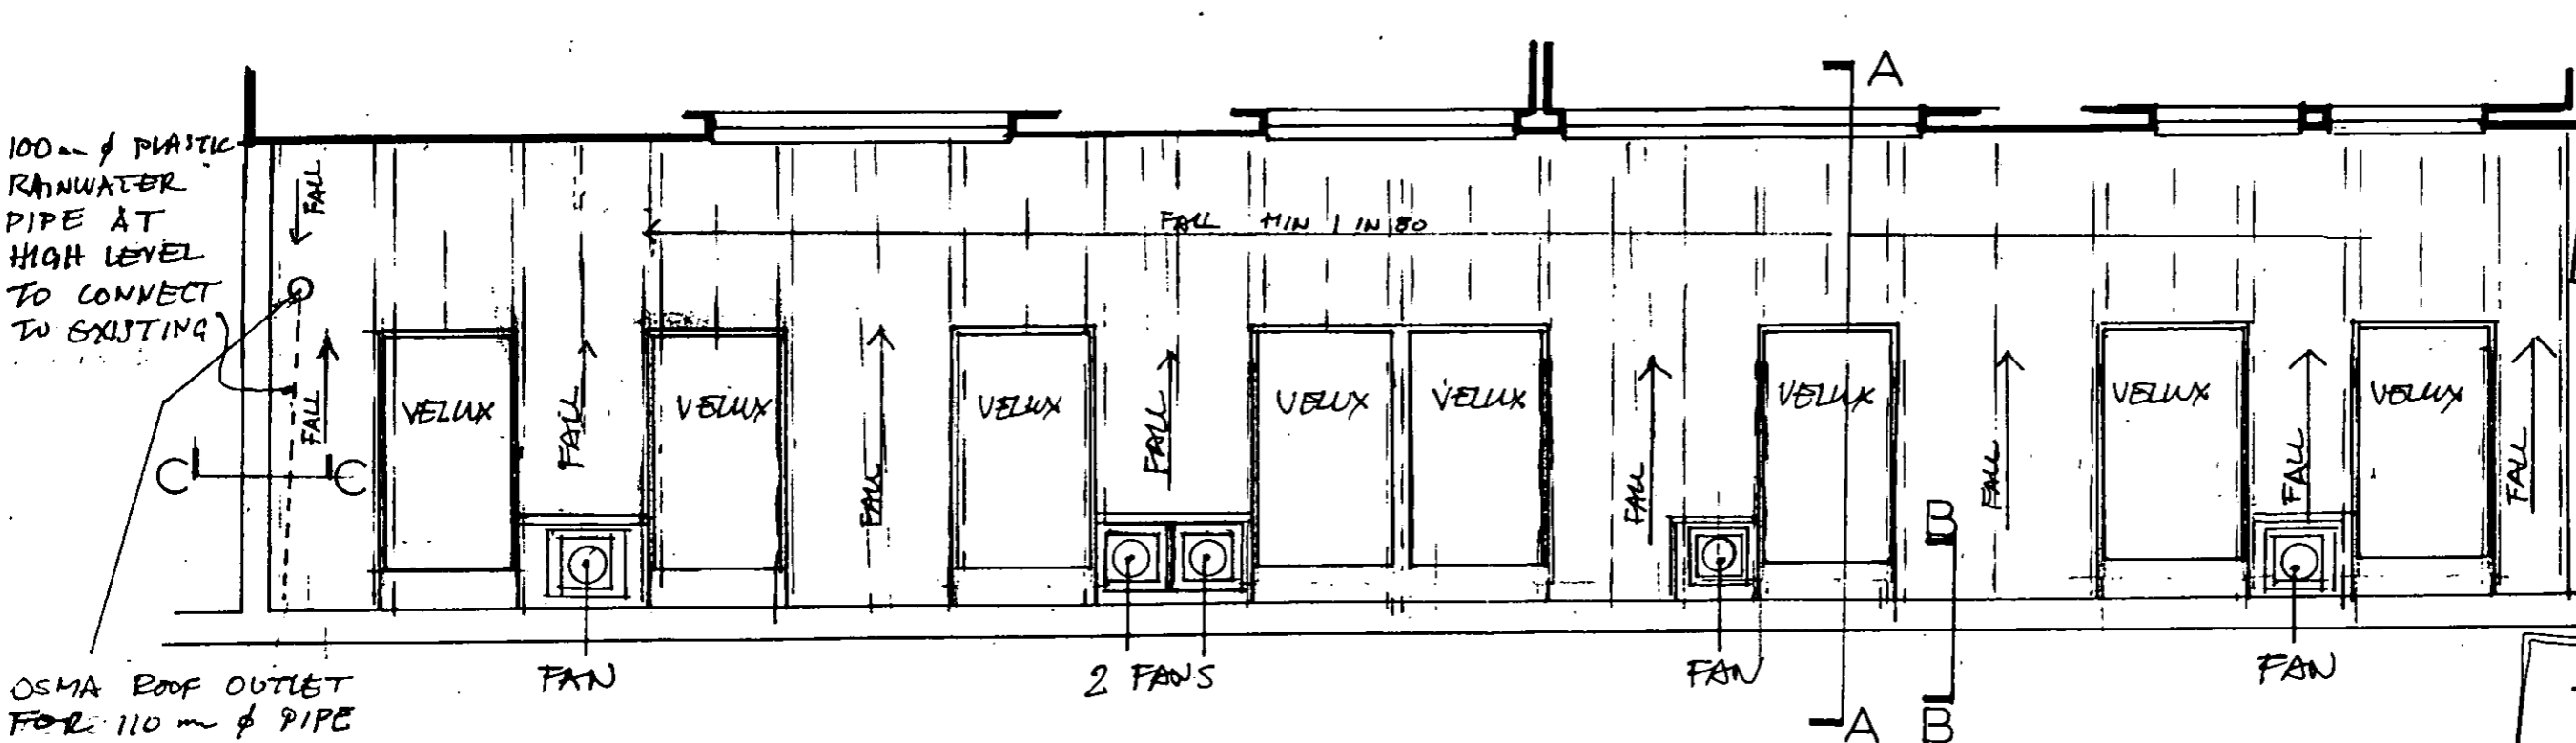 A
100mm ϕ PLASTIC
RAINWATER
PIPE AT
HIGH LEVEL
TO CONNECT
TO EXISTING
FALL
FALL MIN 1 IN 80
FALL
VELUX
FALL
VELUX
FALL
VELUX
FALL
VELUX
VELUX
FALL
VELUX
FALL
VELUX
FALL
VELUX
FALL
C
C
B
FAN
2 FANS
FAN
FAN
OSMA ROOF OUTLET
FOR 110 mm ϕ PIPE
A
B